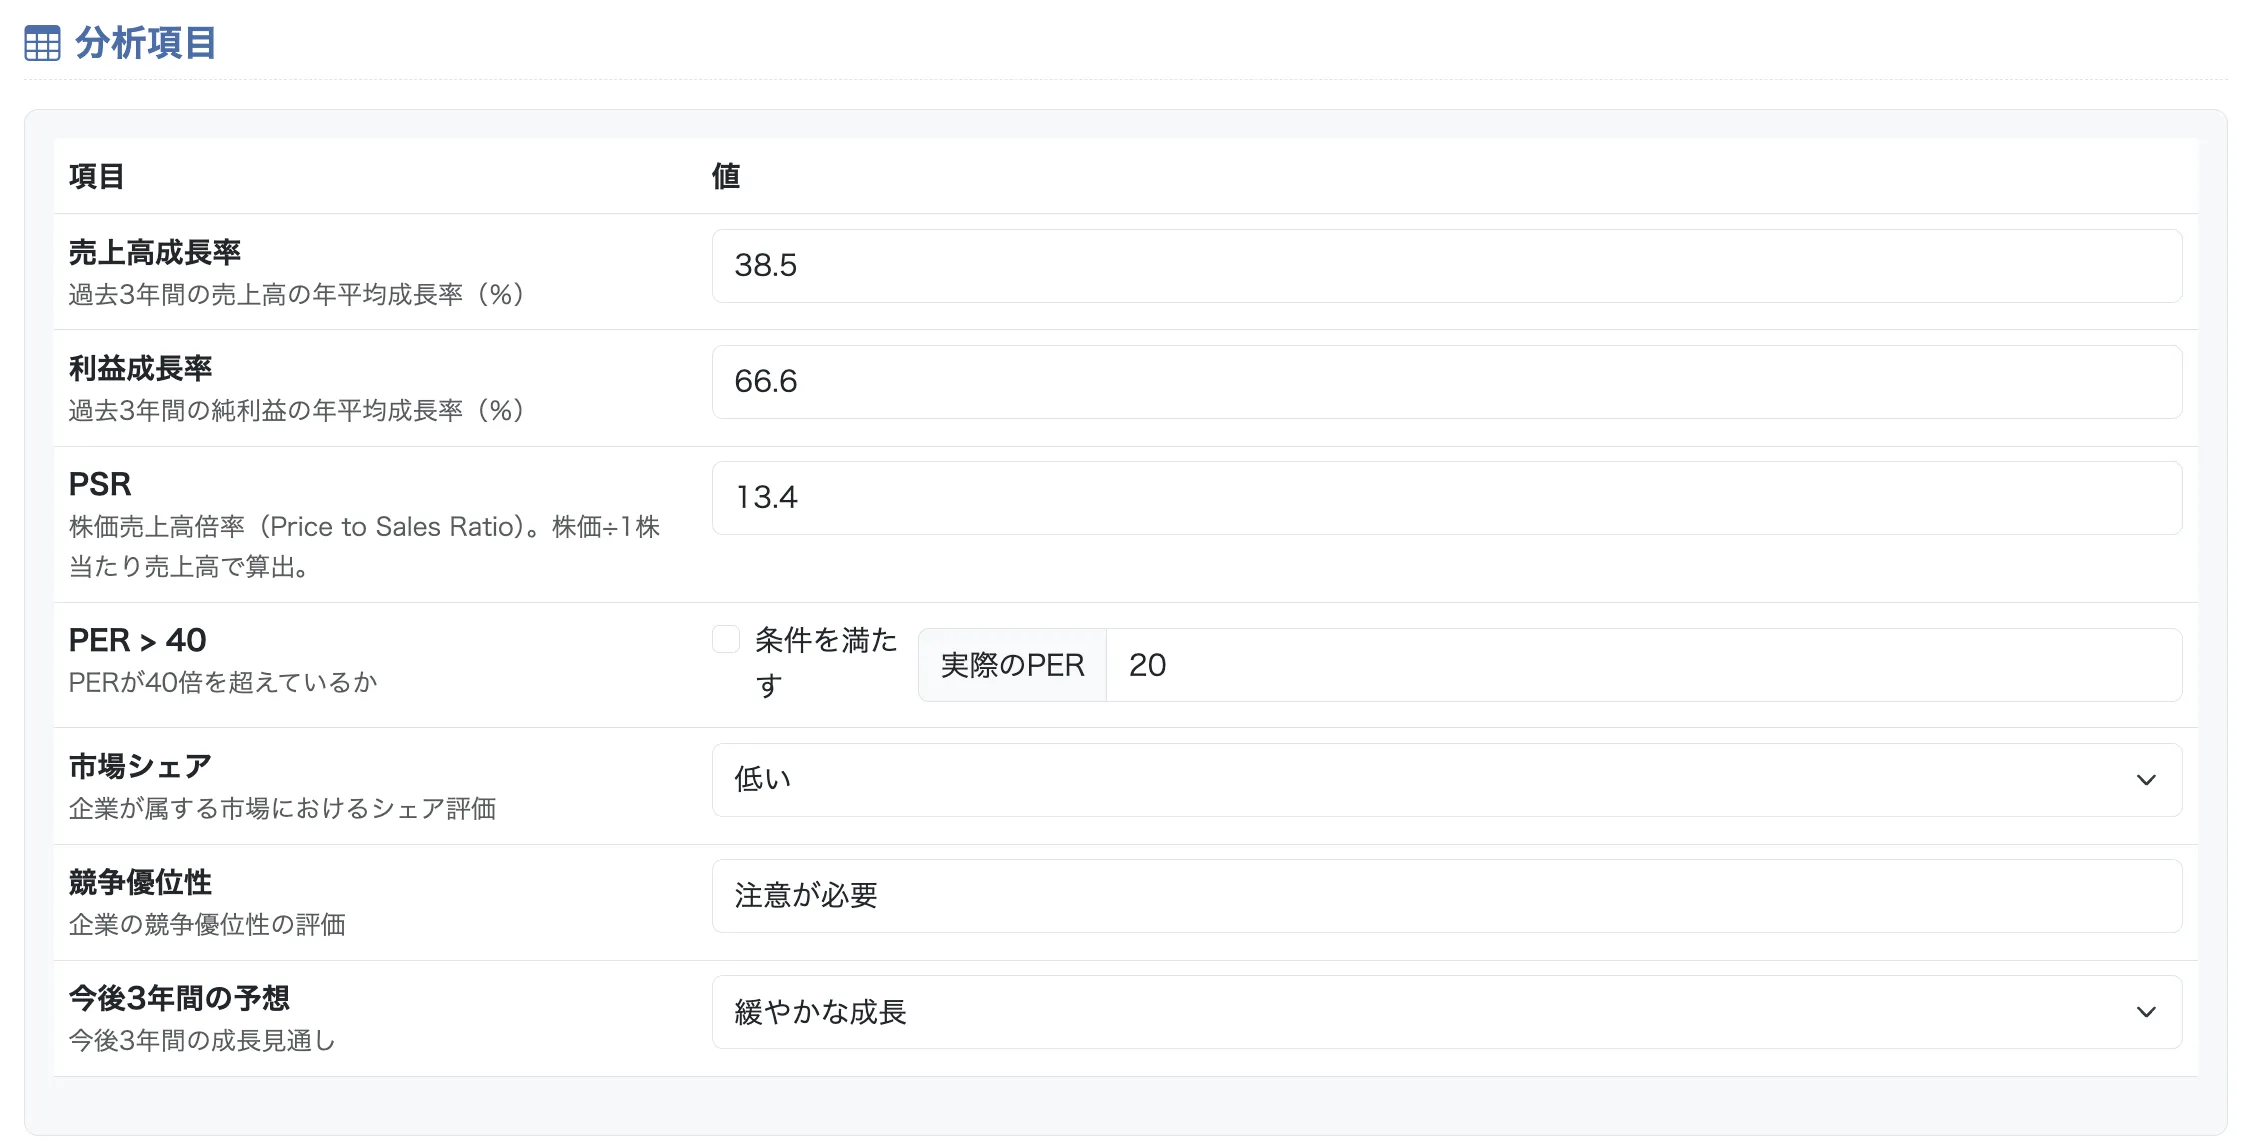 分析項目
項目 値
売上高成長率
過去3年間の売上高の年平均成長率（%）
38.5
利益成長率
過去3年間の純利益の年平均成長率（%）
66.6
PSR
株価売上高倍率（Price to Sales Ratio）。株価÷1株
当たり売上高で算出。
13.4
PER > 40
PERが40倍を超えているか
条件を満た
す
実際のPER 20
市場シェア
企業が属する市場におけるシェア評価
低い
競争優位性
企業の競争優位性の評価
注意が必要
今後3年間の予想
今後3年間の成長見通し
緩やかな成長